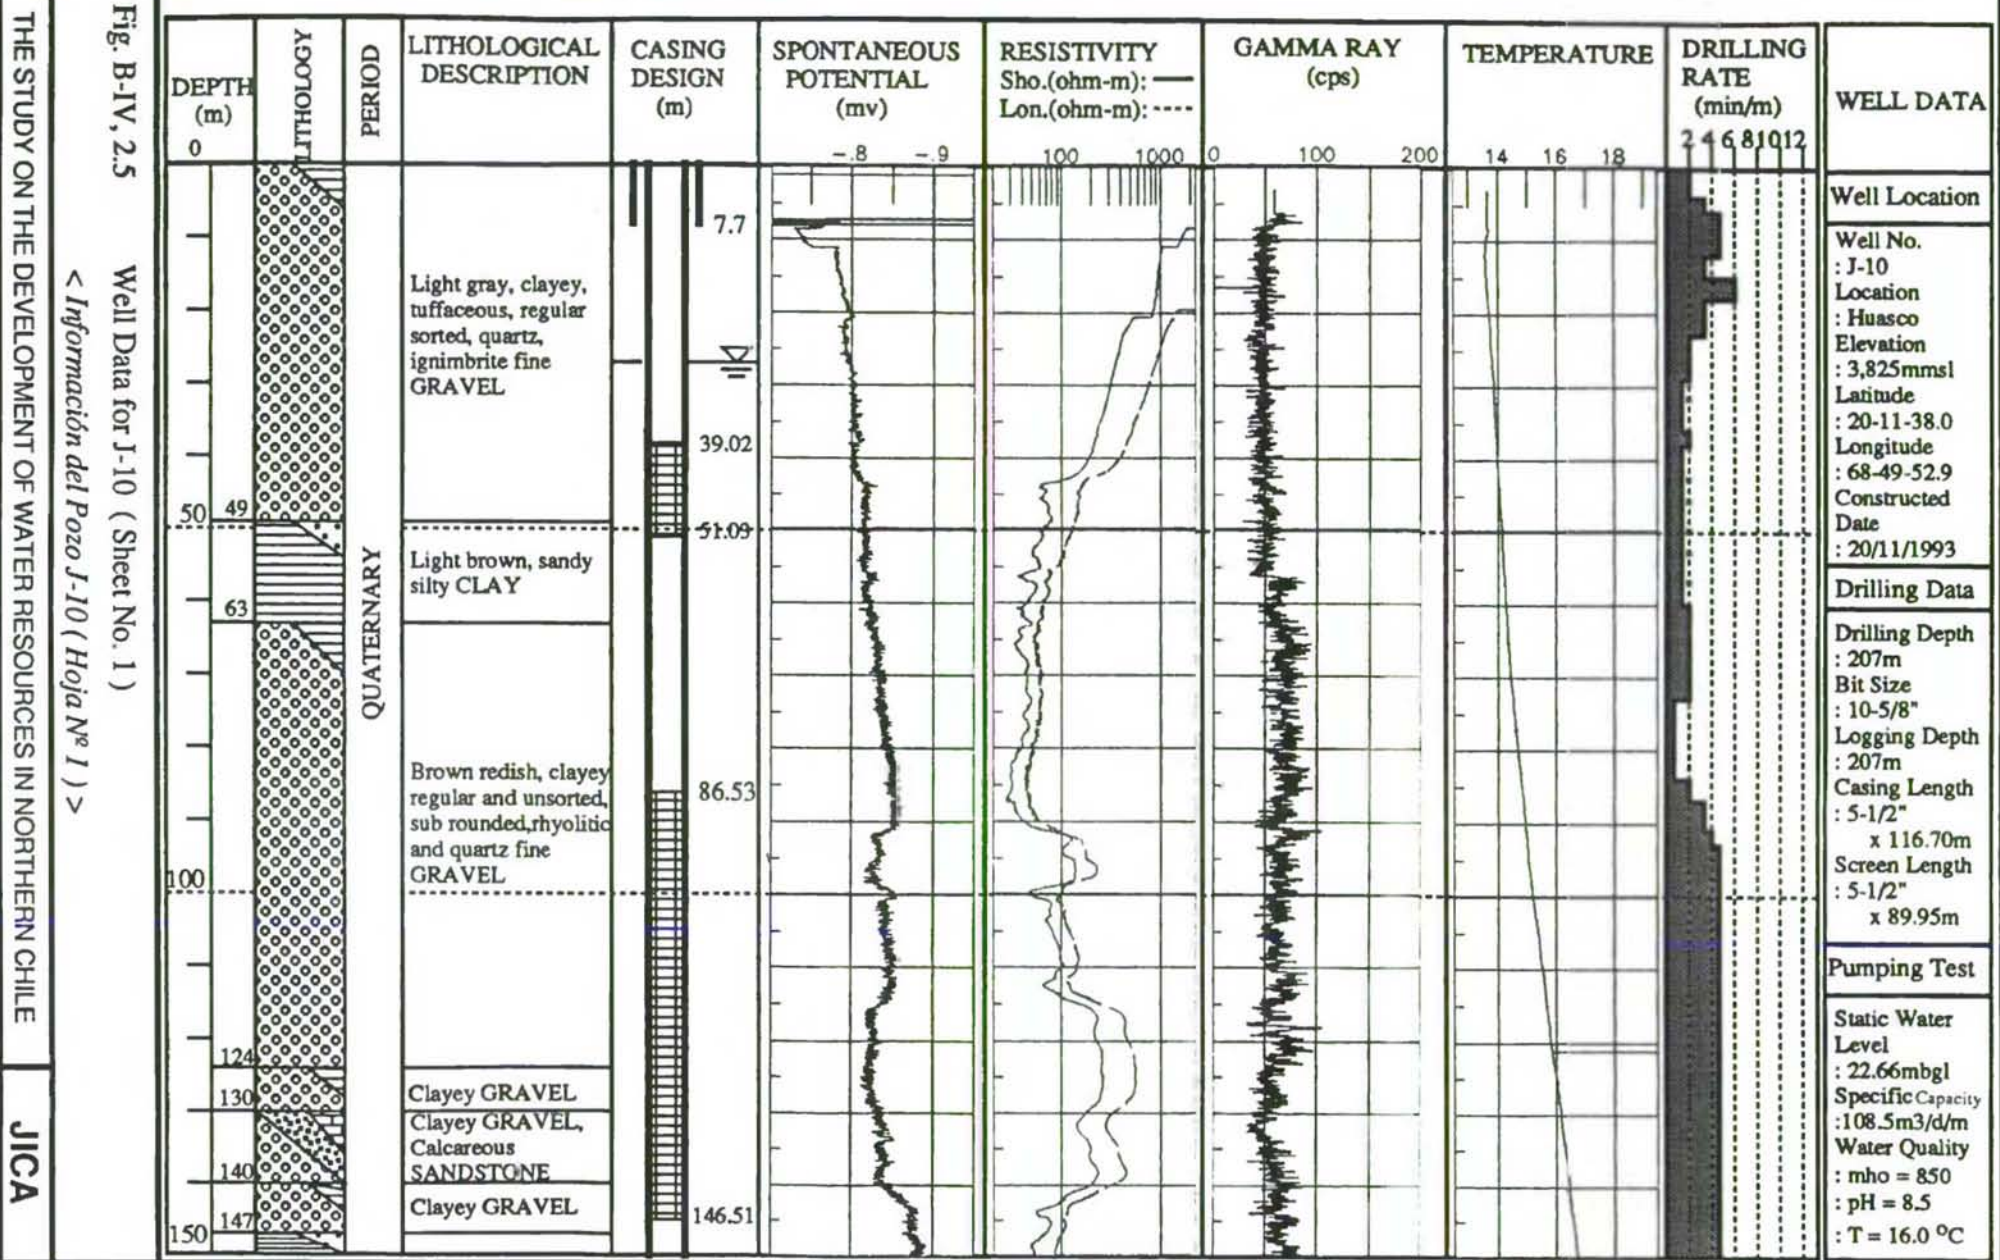 THE STUDY ON THE DEVELOPMENT OF WATER RESOURCES IN NORTHERN CHILE
JICA
Fig. B-IV, 2.5 Well Data for J-10 ( Sheet No. 1 )
< Información del Pozo J-10 ( Hoja Nº 1 ) >
DEPTH
(m)
0
50
100
150
LITHOLOGY
49
63
124
130
140
147
PERIOD
QUATERNARY
LITHOLOGICAL
DESCRIPTION
Light gray, clayey,
tuffaceous, regular
sorted, quartz,
ignimbrite fine
GRAVEL
Light brown, sandy
silty CLAY
Brown redish, clayey
regular and unsorted,
sub rounded,rhyolitic
and quartz fine
GRAVEL
Clayey GRAVEL
Clayey GRAVEL,
Calcareous
SANDSTONE
Clayey GRAVEL
CASING
DESIGN
(m)
7.7
39.02
51.09
86.53
146.51
SPONTANEOUS
POTENTIAL
(mv)
-.8 -.9
RESISTIVITY
Sho.(ohm-m):
Lon.(ohm-m):
100 1000
GAMMA RAY
(cps)
0 50 100 200
TEMPERATURE
14 16 18
DRILLING
RATE
(min/m)
2 4 6 8 10 12
WELL DATA
Well Location
Well No.
: J-10
Location
: Huasco
Elevation
: 3,825mmsl
Latitude
: 20-11-38.0
Longitude
: 68-49-52.9
Constructed
Date
: 20/11/1993
Drilling Data
Drilling Depth
: 207m
Bit Size
: 10-5/8"
Logging Depth
: 207m
Casing Length
: 5-1/2"
x 116.70m
Screen Length
: 5-1/2"
x 89.95m
Pumping Test
Static Water
Level
: 22.66mbgl
Specific Capacity
:108.5m3/d/m
Water Quality
: mho = 850
: pH = 8.5
: T = 16.0 ºC